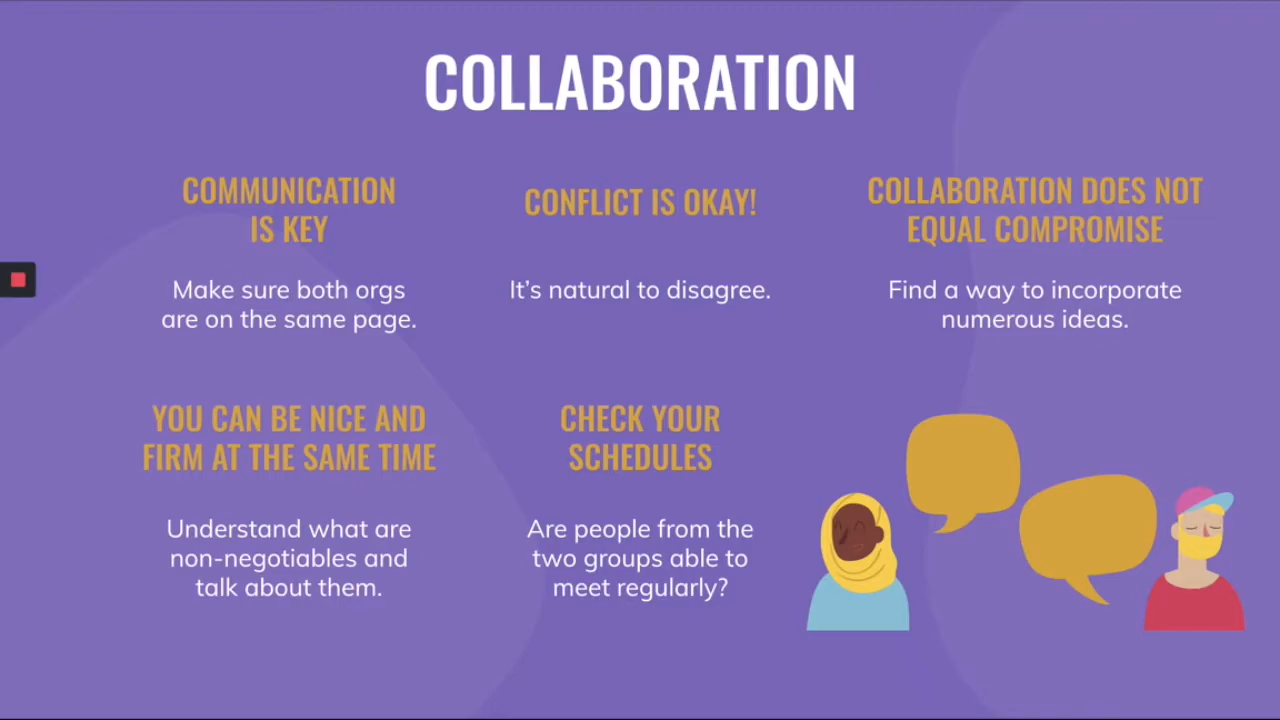 COLLABORATION
COMMUNICATION
IS KEY
Make sure both orgs
are on the same page.
CONFLICT IS OKAY!
It's natural to disagree.
COLLABORATION DOES NOT
EQUAL COMPROMISE
Find a way to incorporate
numerous ideas.
YOU CAN BE NICE AND
FIRM AT THE SAME TIME
Understand what are
non-negotiables and
talk about them.
CHECK YOUR
SCHEDULES
Are people from the
two groups able to
meet regularly?